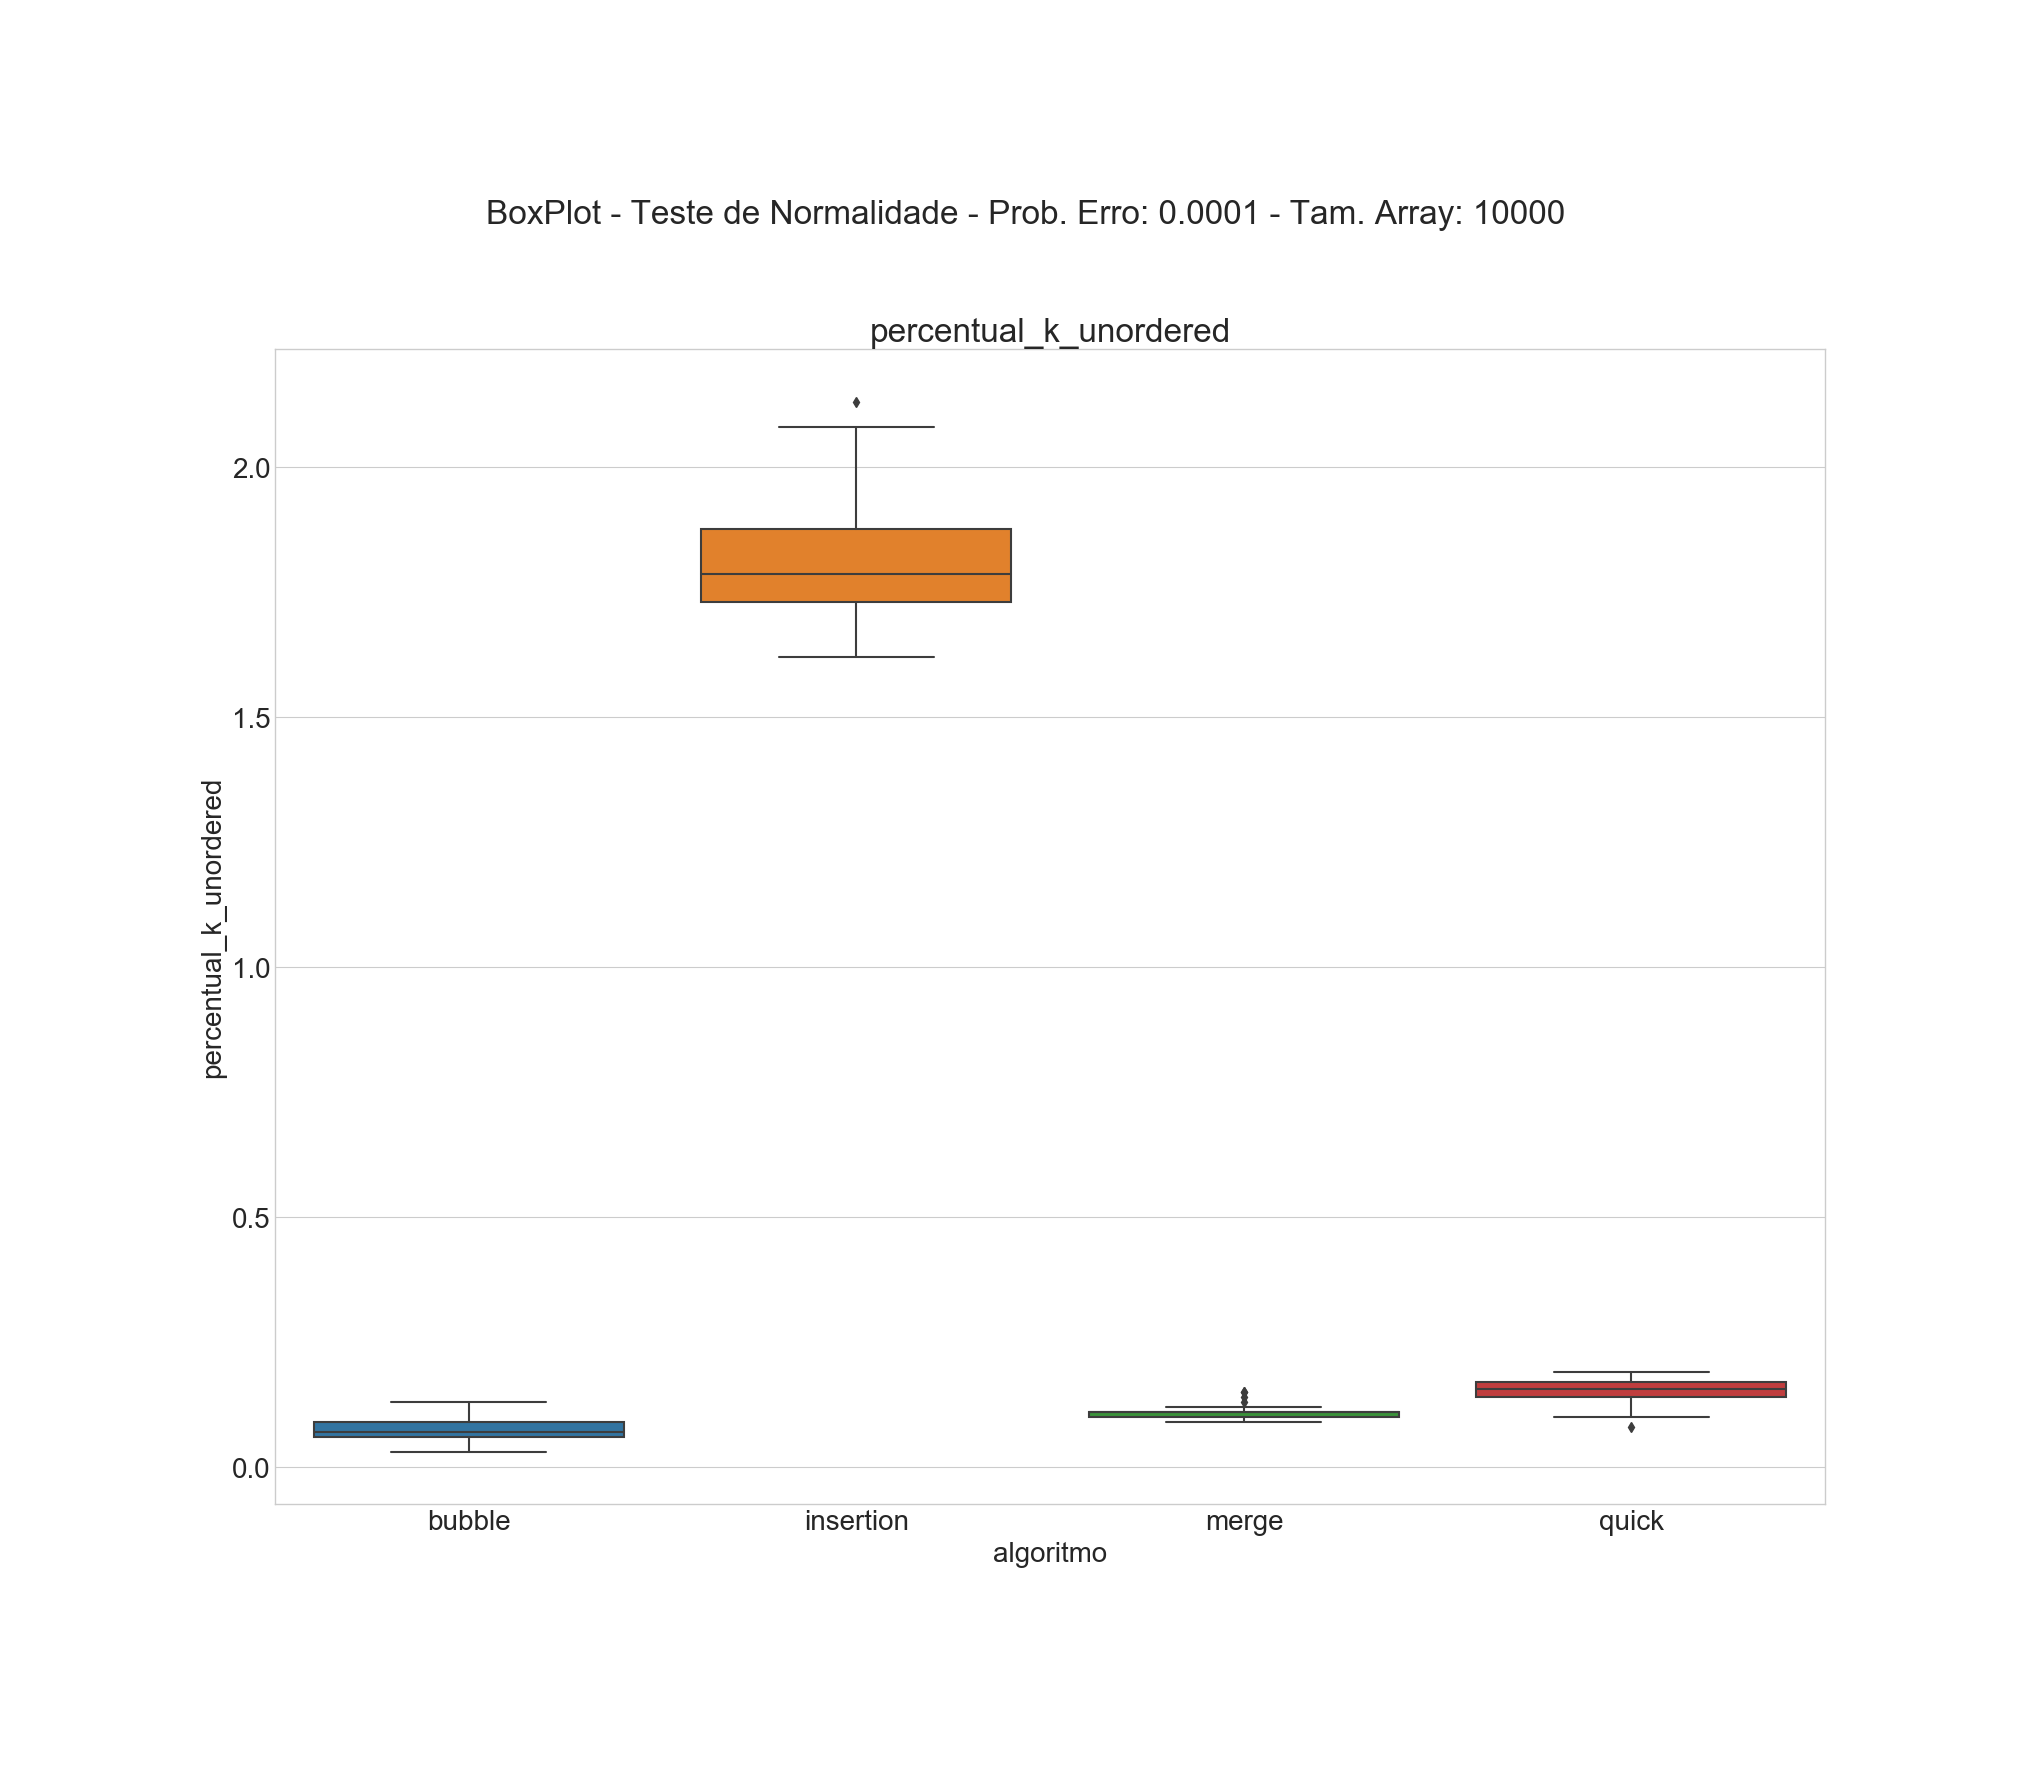 BoxPlot - Teste de Normalidade - Prob. Erro: 0.0001 - Tam. Array: 10000
percentual_k_unordered
percentual_k_unordered
2.0
1.5
1.0
0.5
0.0
bubble insertion merge quick
algoritmo